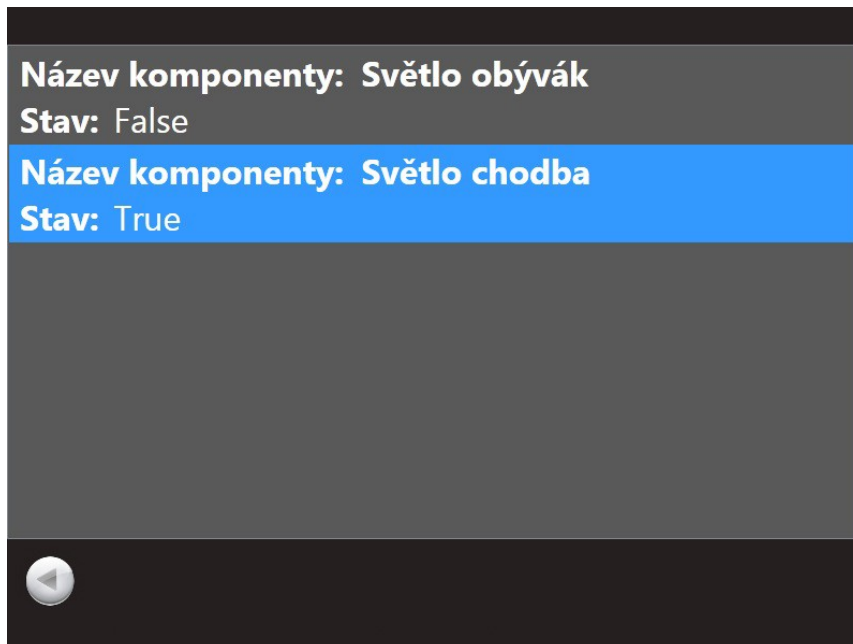 Název komponenty: Světlo obývák
Stav: False
Název komponenty: Světlo chodba
Stav: True